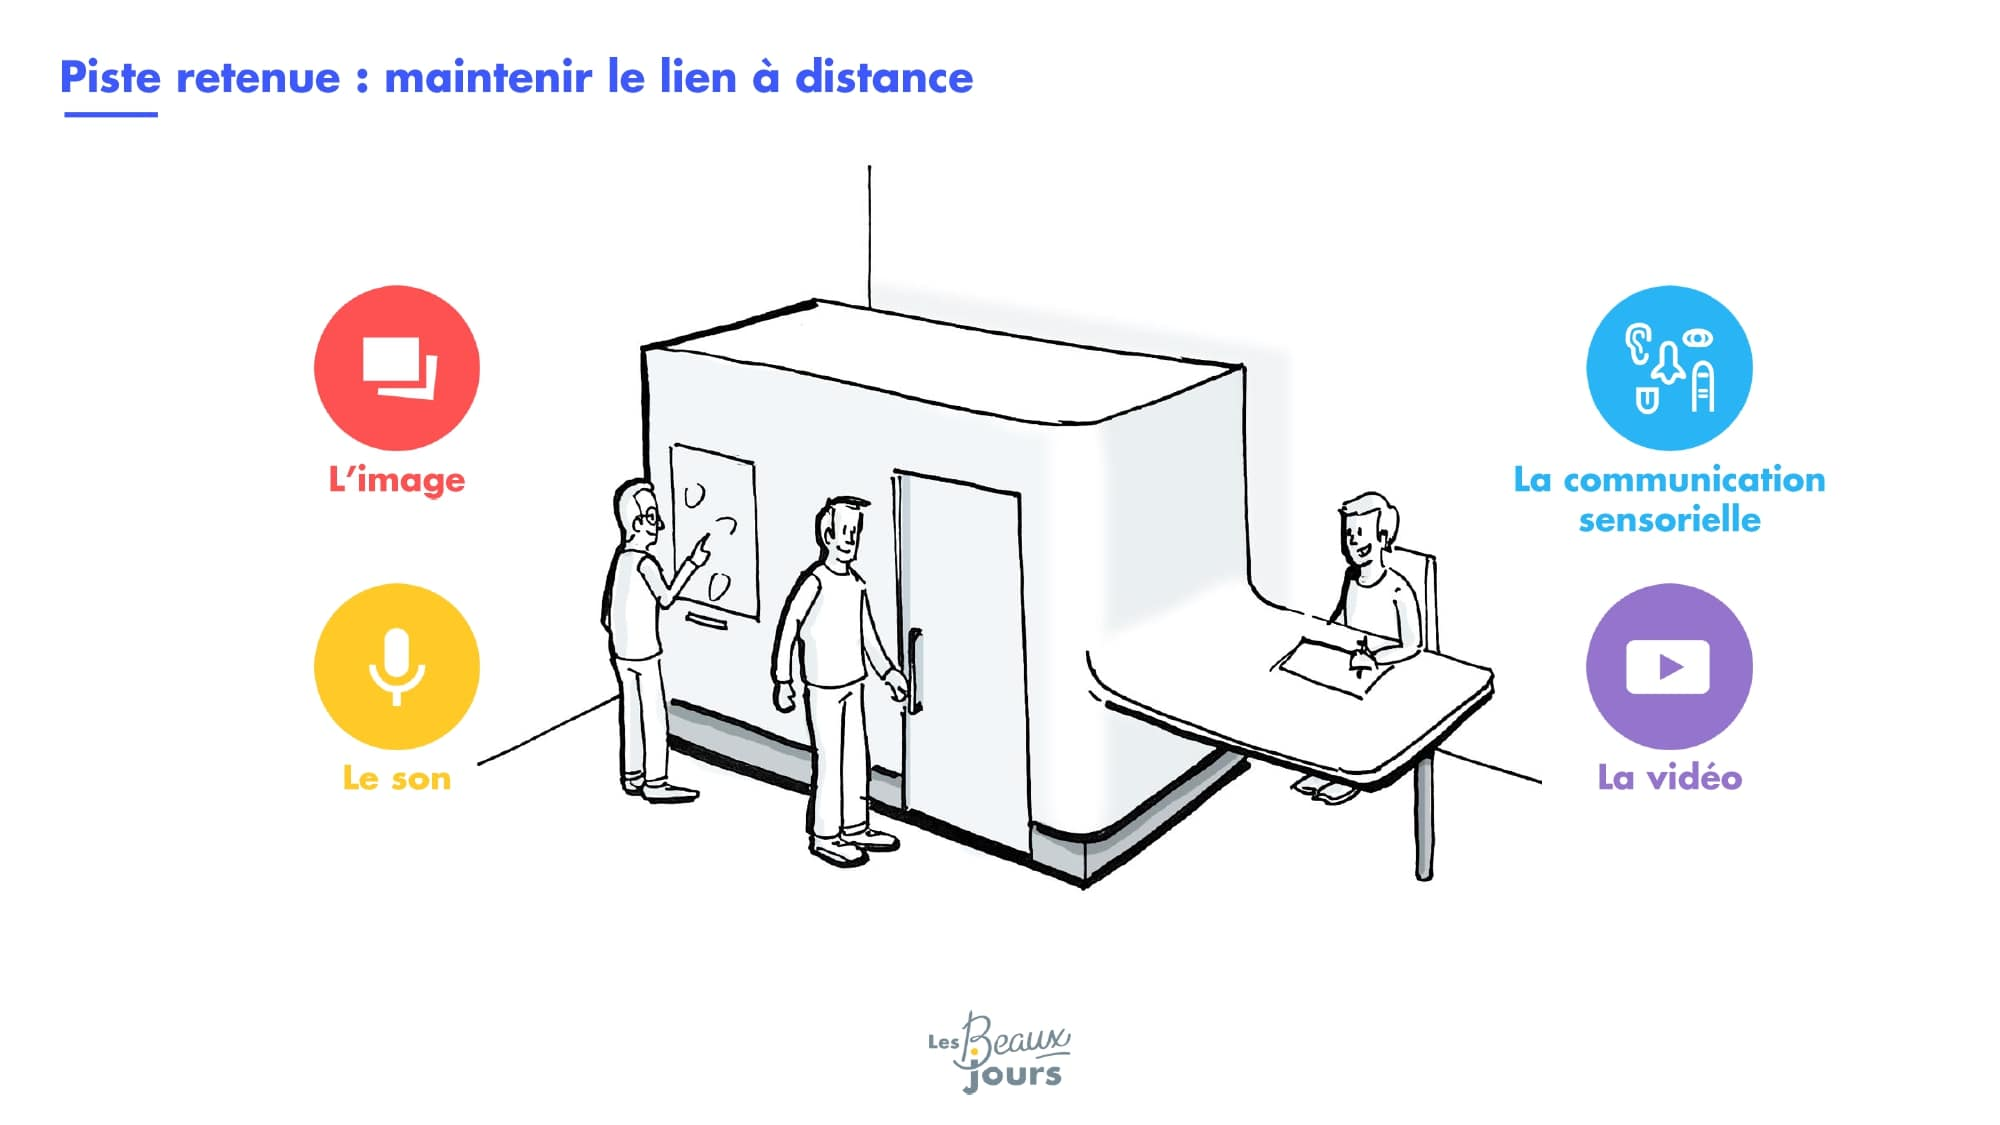 Piste retenue : maintenir le lien à distance
L’image
La communication
sensorielle
Le son
La vidéo
Les Beaux
jours